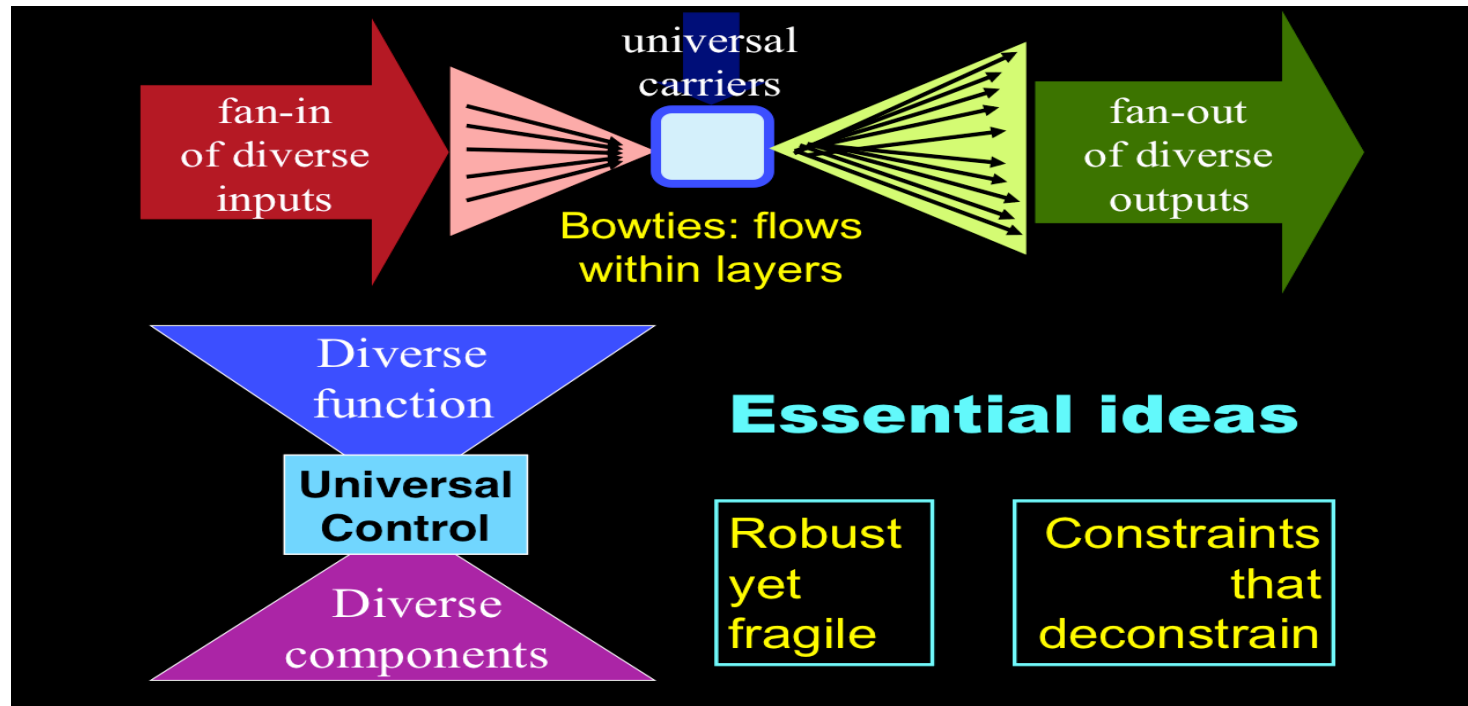 universal
carriers
fan-in
of diverse
inputs
fan-out
of diverse
outputs
Bowties: flows
within layers
Diverse
function
Universal
Control
Diverse
components
Essential ideas
Robust
yet
fragile
Constraints
that
deconstrain